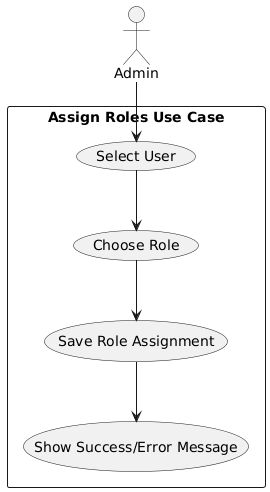 Admin
Assign Roles Use Case
Select User
Choose Role
Save Role Assignment
Show Success/Error Message